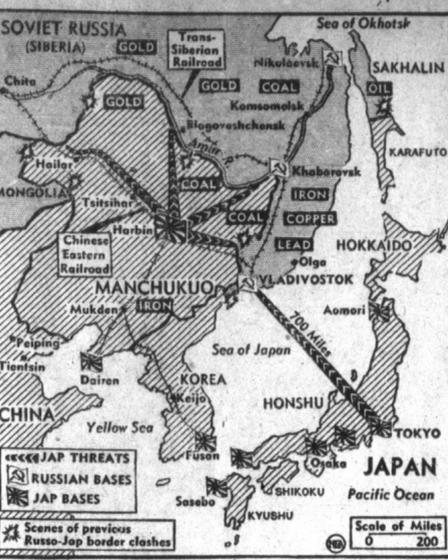 Sea of Okhotsk
SOVIET RUSSIA
(SIBERIA)
GOLD
Trans-
Siberian
Railroad
Nikolaevsk
SAKHALIN
Chita
GOLD
COAL
OIL
GOLD
Komsomolsk
Blagoveshchensk
KARAFUTO
Amur R
Hailar
Khabarovsk
COAL
IRON
MONGOLIA
Tsitsihar
COAL
COPPER
Harbin
LEAD
HOKKAIDO
Chinese
Eastern
Railroad
Olga
MANCHUKUO
VLADIVOSTOK
Mukden
IRON
Aomori
700 Miles
Peiping
Sea of Japan
Tientsin
Dairen
KOREA
Keijo
HONSHU
CHINA
Yellow Sea
TOKYO
Fusan
Osaka
JAP THREATS
RUSSIAN BASES
JAP BASES
JAPAN
Sasebo
SHIKOKU
Pacific Ocean
KYUSHU
Scenes of previous
Russo-Jap border clashes
NEA
Scale of Miles
0 200